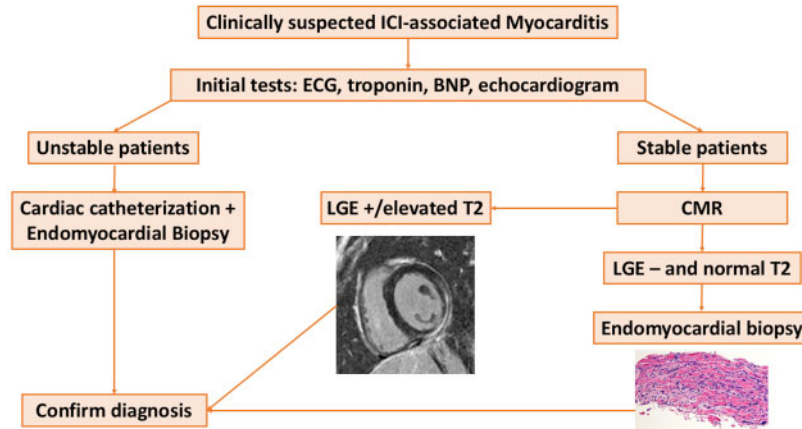 Clinically suspected ICI-associated Myocarditis
Initial tests: ECG, troponin, BNP, echocardiogram
Unstable patients
Stable patients
Cardiac catheterization +
Endomyocardial Biopsy
LGE +/elevated T2
CMR
LGE – and normal T2
Endomyocardial biopsy
Confirm diagnosis